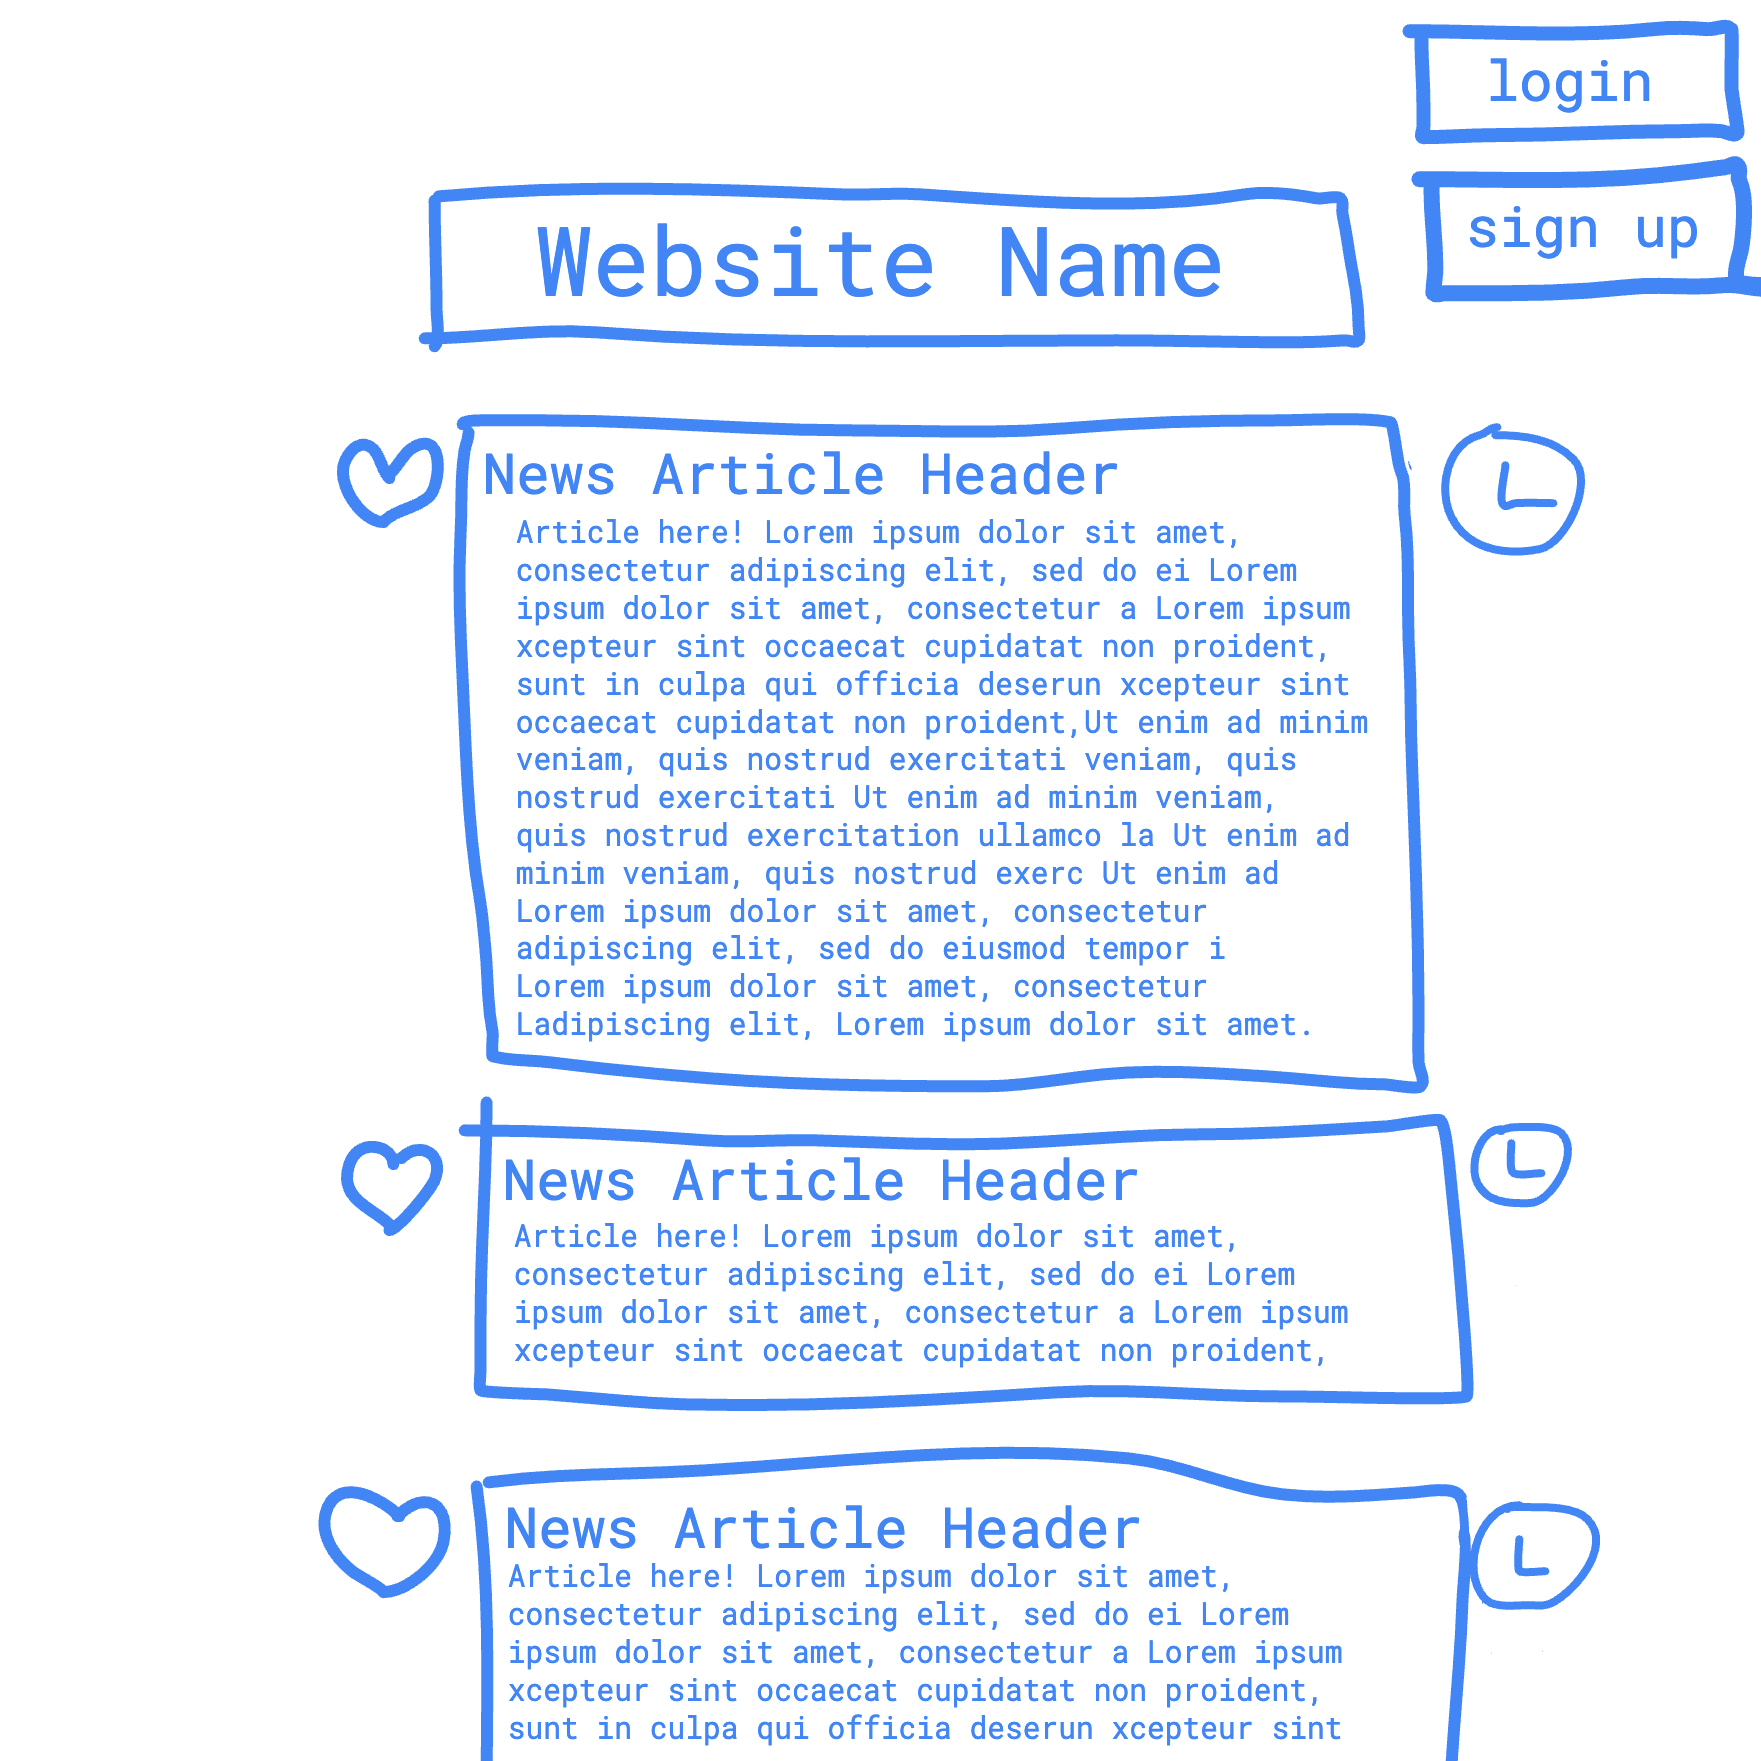 login
sign up
Website Name
News Article Header
Article here! Lorem ipsum dolor sit amet,
consectetur adipiscing elit, sed do ei Lorem
ipsum dolor sit amet, consectetur a Lorem ipsum
xcepteur sint occaecat cupidatat non proident,
sunt in culpa qui officia deserun xcepteur sint
occaecat cupidatat non proident,Ut enim ad minim
veniam, quis nostrud exercitati veniam, quis
nostrud exercitati Ut enim ad minim veniam,
quis nostrud exercitation ullamco la Ut enim ad
minim veniam, quis nostrud exerc Ut enim ad
Lorem ipsum dolor sit amet, consectetur
adipiscing elit, sed do eiusmod tempor i
Lorem ipsum dolor sit amet, consectetur
Ladipiscing elit, Lorem ipsum dolor sit amet.
News Article Header
Article here! Lorem ipsum dolor sit amet,
consectetur adipiscing elit, sed do ei Lorem
ipsum dolor sit amet, consectetur a Lorem ipsum
xcepteur sint occaecat cupidatat non proident,
News Article Header
Article here! Lorem ipsum dolor sit amet,
consectetur adipiscing elit, sed do ei Lorem
ipsum dolor sit amet, consectetur a Lorem ipsum
xcepteur sint occaecat cupidatat non proident,
sunt in culpa qui officia deserun xcepteur sint